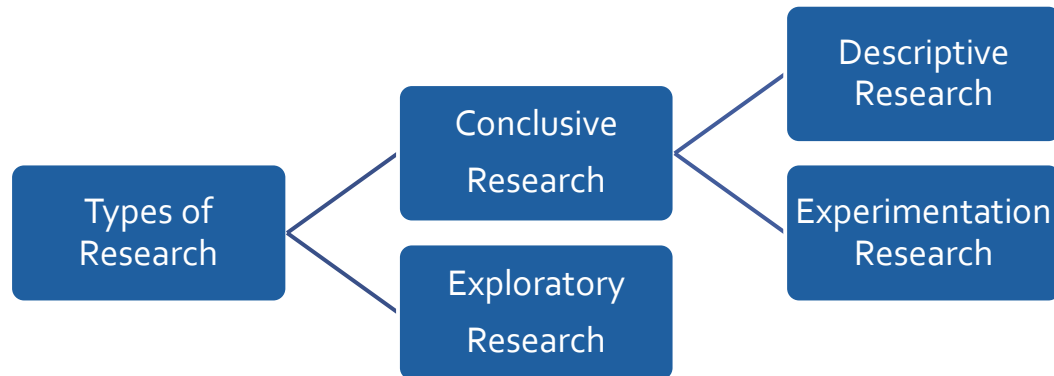 Types of
Research
Conclusive
Research
Exploratory
Research
Descriptive
Research
Experimentation
Research